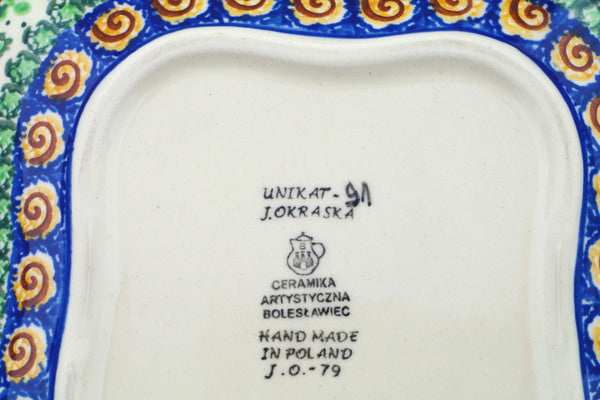 UNIKAT-91
J.OKRASKA
CERAMIKA
ARTYSTYCZNA
BOLESŁAWIEC
HAND MADE
IN POLAND
J.O.-79